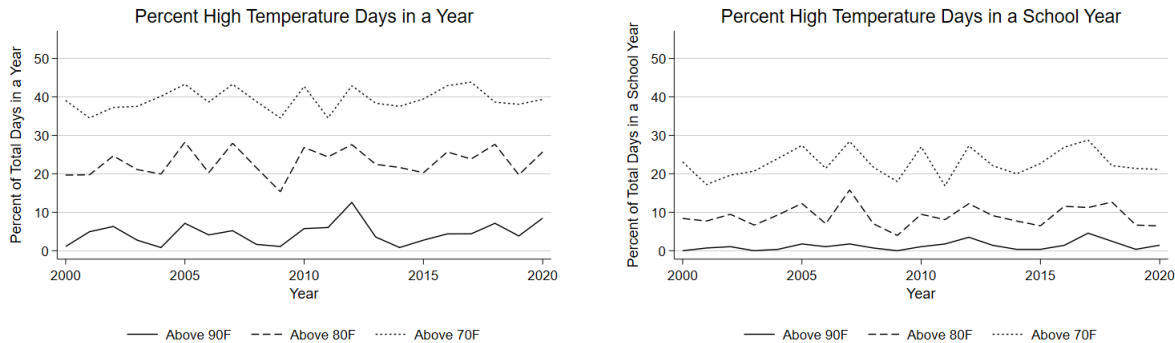 Percent High Temperature Days in a Year
Percent of Total Days in a Year
50
40
30
20
10
0
2000 2005 2010 2015 2020
Year
Above 90F Above 80F Above 70F
Percent High Temperature Days in a School Year
Percent of Total Days in a School Year
50
40
30
20
10
0
2000 2005 2010 2015 2020
Year
Above 90F Above 80F Above 70F